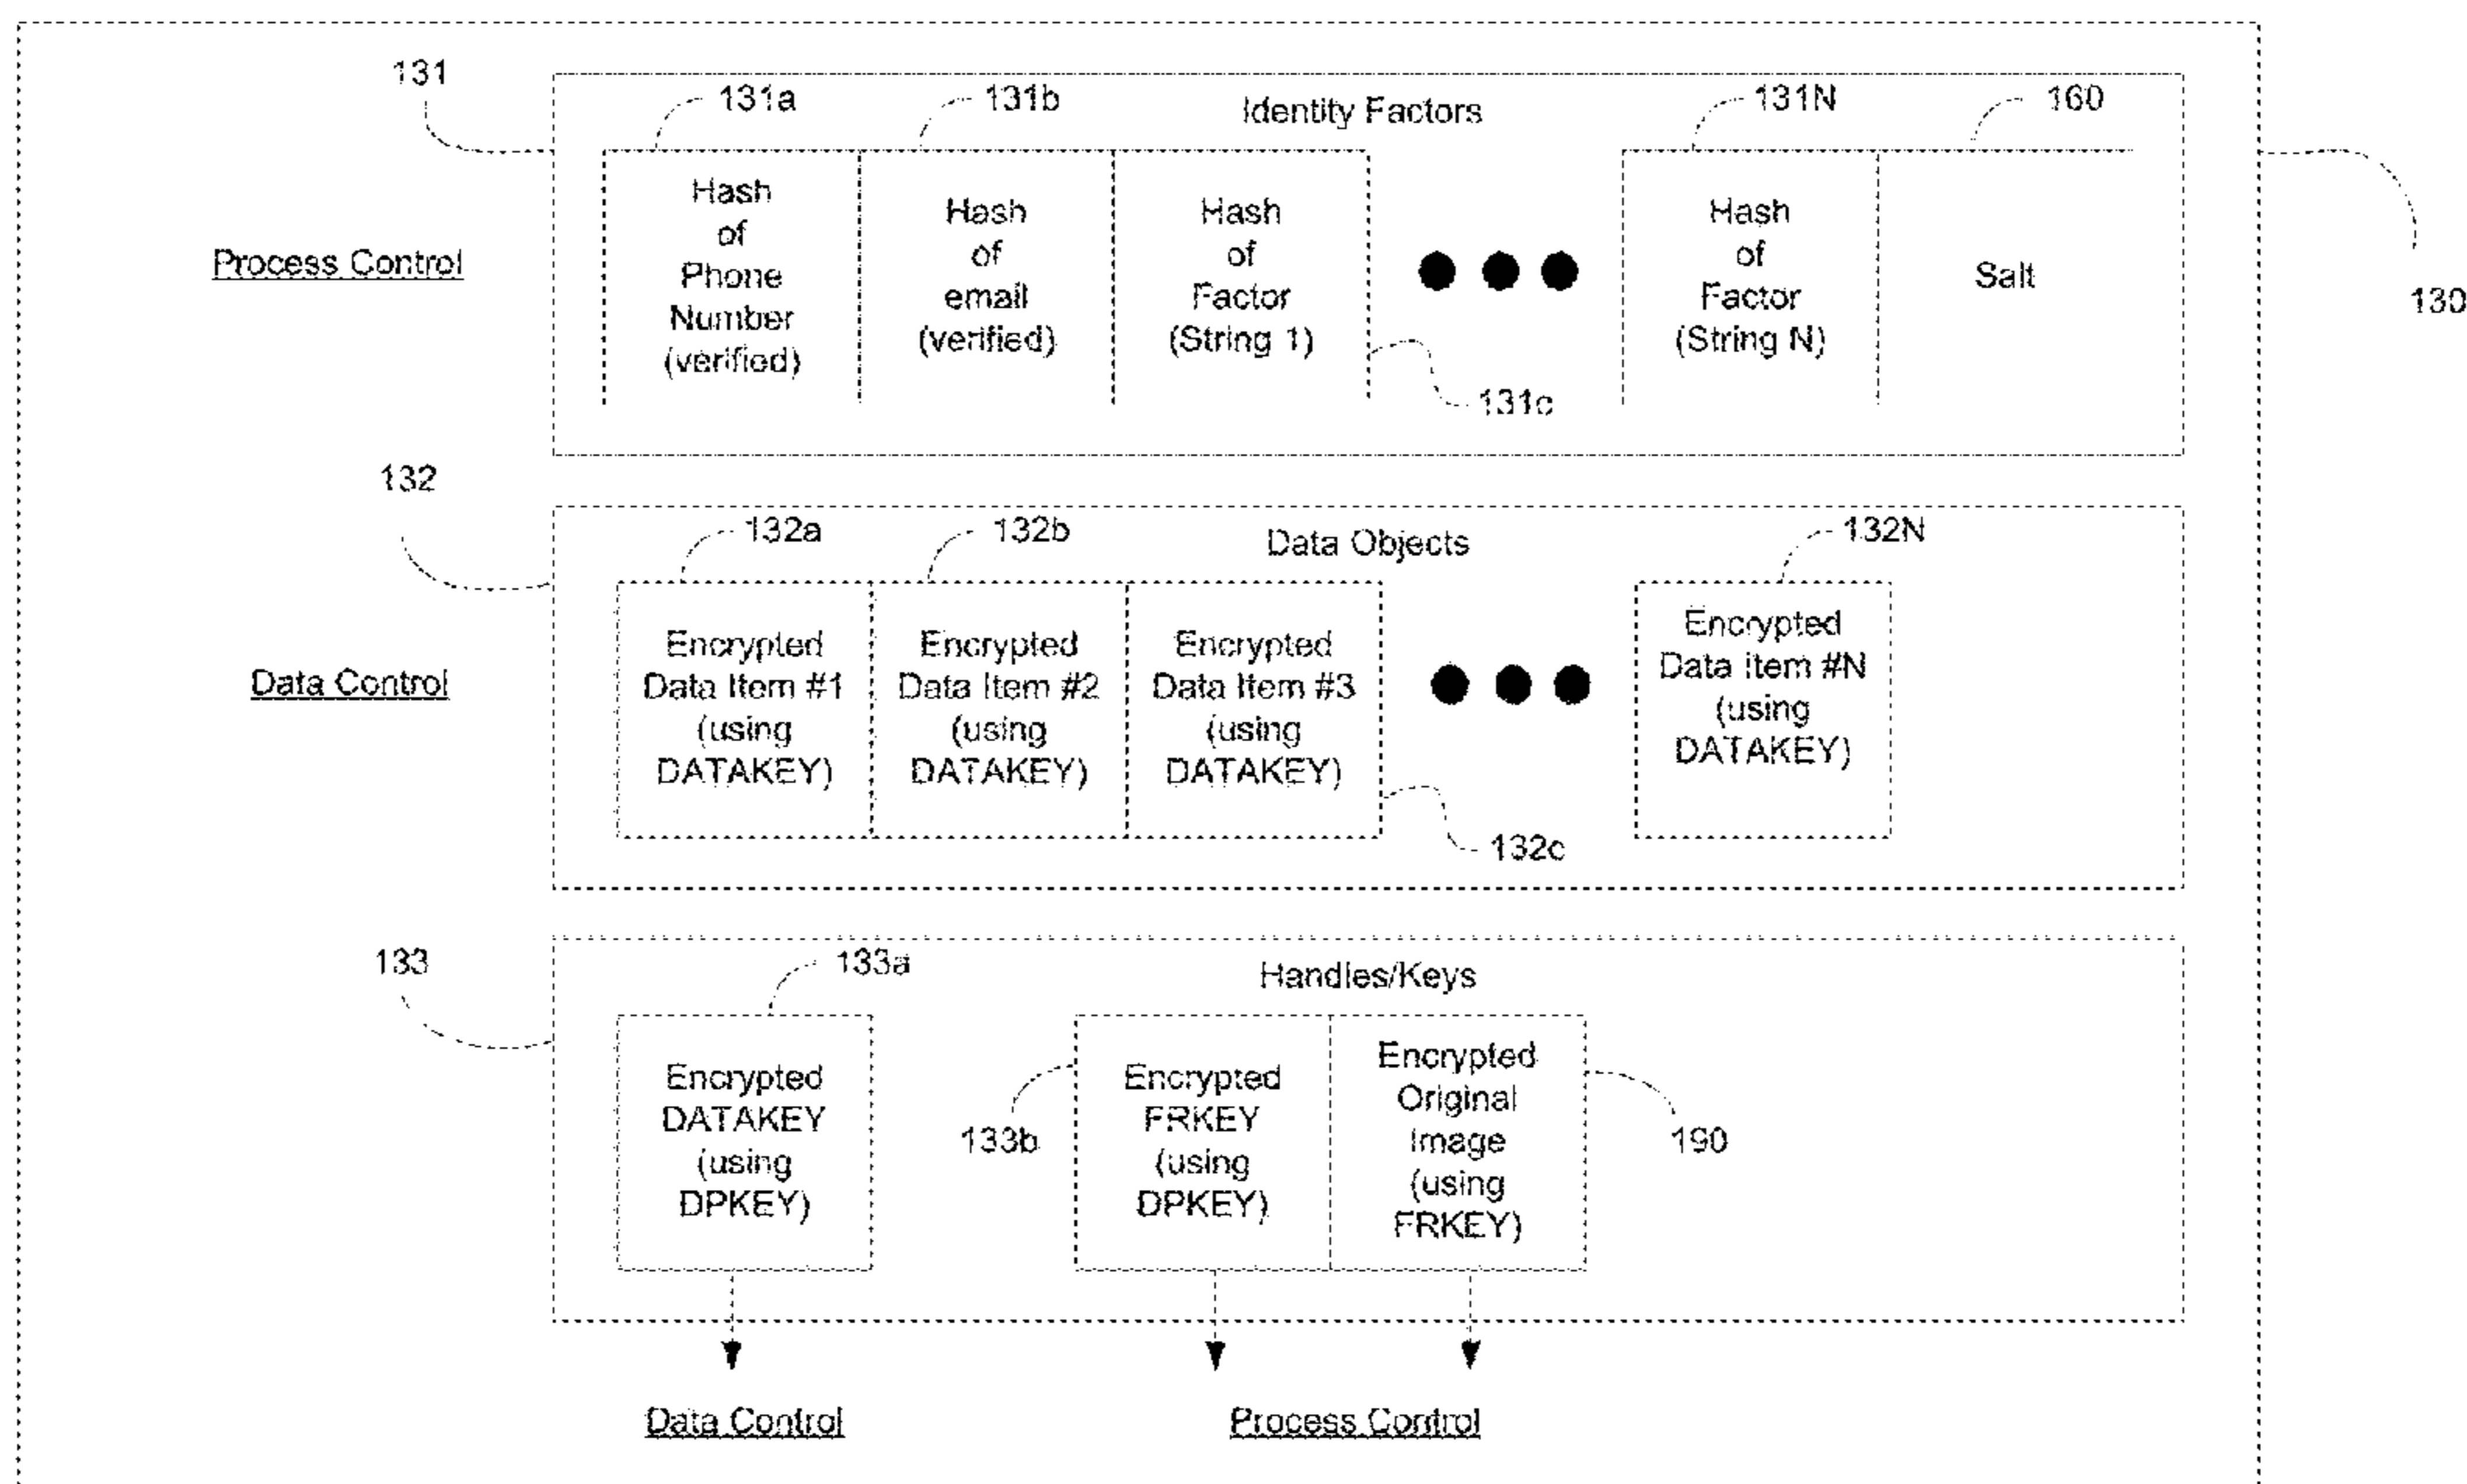 131
131a
131b
Identity Factors
131N
160
Hash
of
Phone
Number
(verified)
Hash
of
email
(verified)
Hash
of
Factor
(String 1)
Hash
of
Factor
(String N)
Salt
Process Control
130
131c
132
132a
132b
Data Objects
132N
Encrypted
Data Item #1
(using
DATAKEY)
Encrypted
Data Item #2
(using
DATAKEY)
Encrypted
Data Item #3
(using
DATAKEY)
Encrypted
Data Item #N
(using
DATAKEY)
Data Control
132c
133
133a
Handles/Keys
Encrypted
DATAKEY
(using
DPKEY)
133b
Encrypted
FRKEY
(using
DPKEY)
Encrypted
Original
Image
(using
FRKEY)
190
Data Control
Process Control